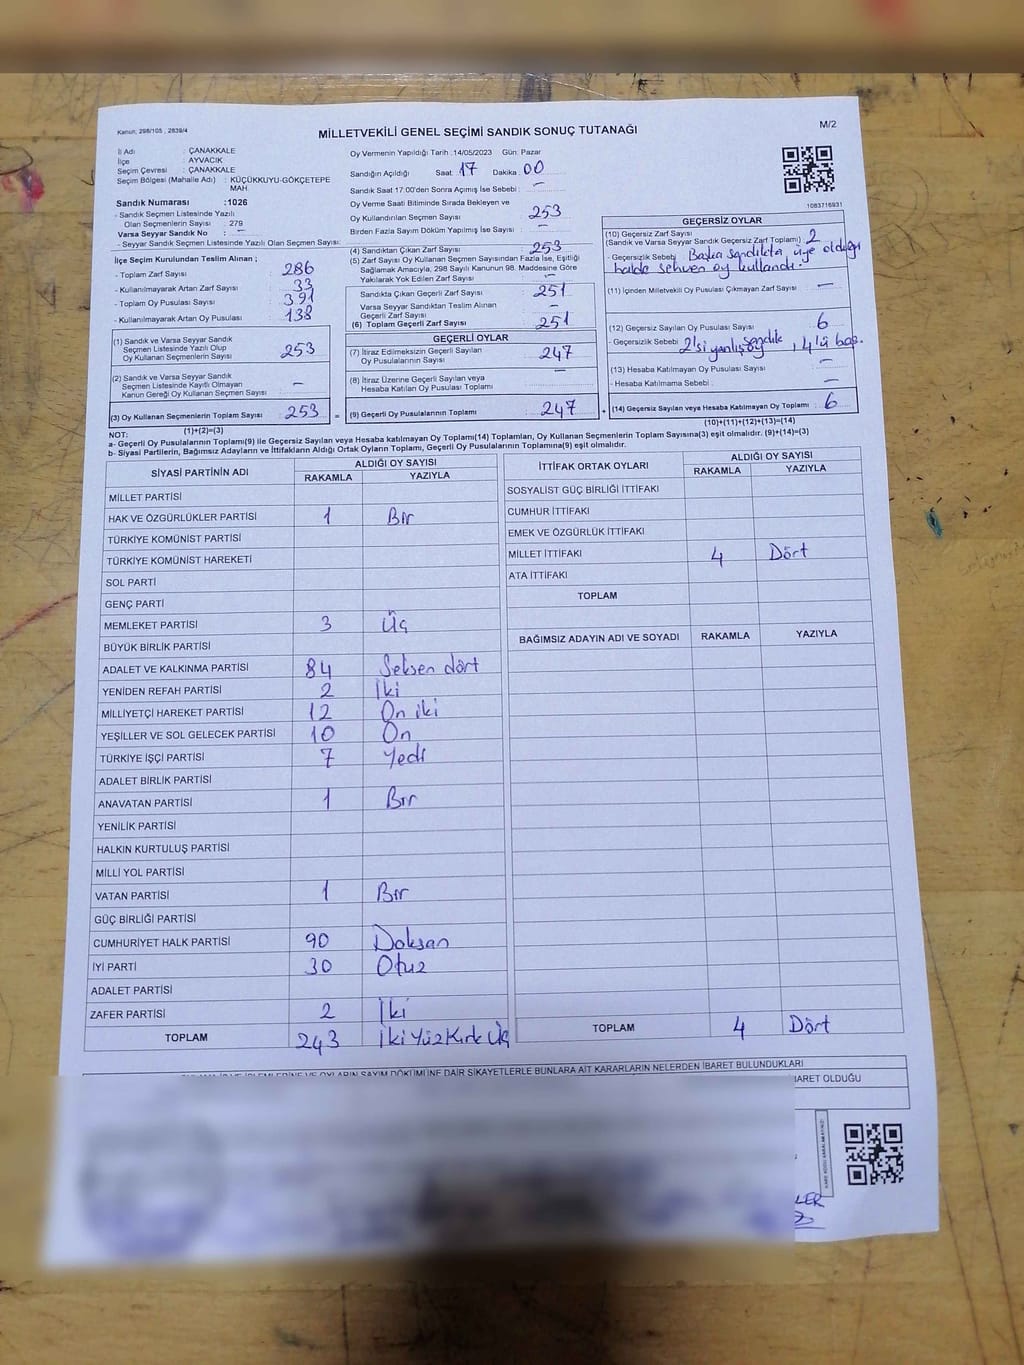 Kanun; 298/105 , 2839/4
MİLLETVEKİLİ GENEL SEÇİMİ SANDIK SONUÇ TUTANAĞI
M/2
İl Adı : ÇANAKKALE
İlçe : AYVACIK
Seçim Çevresi : ÇANAKKALE
Seçim Bölgesi (Mahalle Adı) : KÜÇÜKKUYU-GÖKÇETEPE
MAH.
Sandık Numarası :1026
- Sandık Seçmen Listesinde Yazılı
Olan Seçmenlerin Sayısı : 279
Varsa Seyyar Sandık No : –
- Seyyar Sandık Seçmen Listesinde Yazılı Olan Seçmen Sayısı:
İlçe Seçim Kurulundan Teslim Alınan ;
- Toplam Zarf Sayısı : 286
- Kullanılmayarak Artan Zarf Sayısı : 33
- Toplam Oy Pusulası Sayısı : 391
- Kullanılmayarak Artan Oy Pusulası : 138
(1) Sandık ve Varsa Seyyar Sandık
Seçmen Listesinde Yazılı Olup
Oy Kullanan Seçmenlerin Sayısı : 253
(2) Sandık ve Varsa Seyyar Sandık
Seçmen Listesinde Kayıtlı Olmayan
Kanun Gereği Oy Kullanan Seçmen Sayısı : –
(3) Oy Kullanan Seçmenlerin Toplam Sayısı : 253 =
(1)+(2)=(3)
Oy Vermenin Yapıldığı Tarih : 14/05/2023 Gün: Pazar
Sandığın Açıldığı Saat: 17 Dakika : 00
Sandık Saat 17:00'den Sonra Açılmış İse Sebebi : –
Oy Verme Saati Bitiminde Sırada Bekleyen ve
Oy Kullandırılan Seçmen Sayısı : 253
Birden Fazla Sayım Döküm Yapılmış İse Sayısı : –
(4) Sandıktan Çıkan Zarf Sayısı : 253
(5) Zarf Sayısı Oy Kullanan Seçmen Sayısından Fazla İse, Eşitliği
Sağlamak Amacıyla, 298 Sayılı Kanunun 98. Maddesine Göre
Yakılarak Yok Edilen Zarf Sayısı : –
Sandıkta Çıkan Geçerli Zarf Sayısı : 251
Varsa Seyyar Sandıktan Teslim Alınan
Geçerli Zarf Sayısı : –
(6) Toplam Geçerli Zarf Sayısı : 251
GEÇERLİ OYLAR
(7) İtiraz Edilmeksizin Geçerli Sayılan
Oy Pusulalarının Sayısı : 247
(8) İtiraz Üzerine Geçerli Sayılan veya
Hesaba Katılan Oy Pusulası Toplamı : –
(9) Geçerli Oy Pusulalarının Toplamı : 247 +
1083716931
GEÇERSİZ OYLAR
(10) Geçersiz Zarf Sayısı
(Sandık ve Varsa Seyyar Sandık Geçersiz Zarf Toplamı) : 2
- Geçersizlik Sebebi : Başka sandıkta üye olduğu
halde sehven oy kullandı.
(11) İçinden Milletvekili Oy Pusulası Çıkmayan Zarf Sayısı : –
(12) Geçersiz Sayılan Oy Pusulası Sayısı : 6
- Geçersizlik Sebebi : 2'si yanlış sandık oy, 4'ü boş.
(13) Hesaba Katılmayan Oy Pusulası Sayısı : –
- Hesaba Katılmama Sebebi : –
(14) Geçersiz Sayılan veya Hesaba Katılmayan Oy Toplamı : 6
(10)+(11)+(12)+(13)=(14)
NOT:
a- Geçerli Oy Pusulalarının Toplamı(9) ile Geçersiz Sayılan veya Hesaba katılmayan Oy Toplamı(14) Toplamları, Oy Kullanan Seçmenlerin Toplam Sayısına(3) eşit olmalıdır. (9)+(14)=(3)
b- Siyasi Partilerin, Bağımsız Adayların ve İttifakların Aldığı Ortak Oyların Toplamı, Geçerli Oy Pusulalarının Toplamına(9) eşit olmalıdır.
SİYASİ PARTİNİN ADI ALDIĞI OY SAYISI
RAKAMLA YAZIYLA
MİLLET PARTİSİ
HAK VE ÖZGÜRLÜKLER PARTİSİ 1 Bir
TÜRKİYE KOMÜNİST PARTİSİ
TÜRKİYE KOMÜNİST HAREKETİ
SOL PARTİ
GENÇ PARTİ
MEMLEKET PARTİSİ 3 Üç
BÜYÜK BİRLİK PARTİSİ
ADALET VE KALKINMA PARTİSİ 84 Seksen dört
YENİDEN REFAH PARTİSİ 2 İki
MİLLİYETÇİ HAREKET PARTİSİ 12 On iki
YEŞİLLER VE SOL GELECEK PARTİSİ 10 On
TÜRKİYE İŞÇİ PARTİSİ 7 Yedi
ADALET BİRLİK PARTİSİ
ANAVATAN PARTİSİ 1 Bir
YENİLİK PARTİSİ
HALKIN KURTULUŞ PARTİSİ
MİLLİ YOL PARTİSİ
VATAN PARTİSİ 1 Bir
GÜÇ BİRLİĞİ PARTİSİ
CUMHURİYET HALK PARTİSİ 90 Doksan
İYİ PARTİ 30 Otuz
ADALET PARTİSİ
ZAFER PARTİSİ 2 İki
TOPLAM 243 İki Yüz Kırk Üç
İTTİFAK ORTAK OYLARI ALDIĞI OY SAYISI
RAKAMLA YAZIYLA
SOSYALİST GÜÇ BİRLİĞİ İTTİFAKI
CUMHUR İTTİFAKI
EMEK VE ÖZGÜRLÜK İTTİFAKI
MİLLET İTTİFAKI 4 Dört
ATA İTTİFAKI
TOPLAM
BAĞIMSIZ ADAYIN ADI VE SOYADI RAKAMLA YAZIYLA
TOPLAM 4 Dört
OYLARIN SAYIM DÖKÜMÜNE DAİR ŞİKAYETLERLE BUNLARA AİT KARARLARIN NELERDEN İBARET BULUNDUKLARI
İBARET OLDUĞU